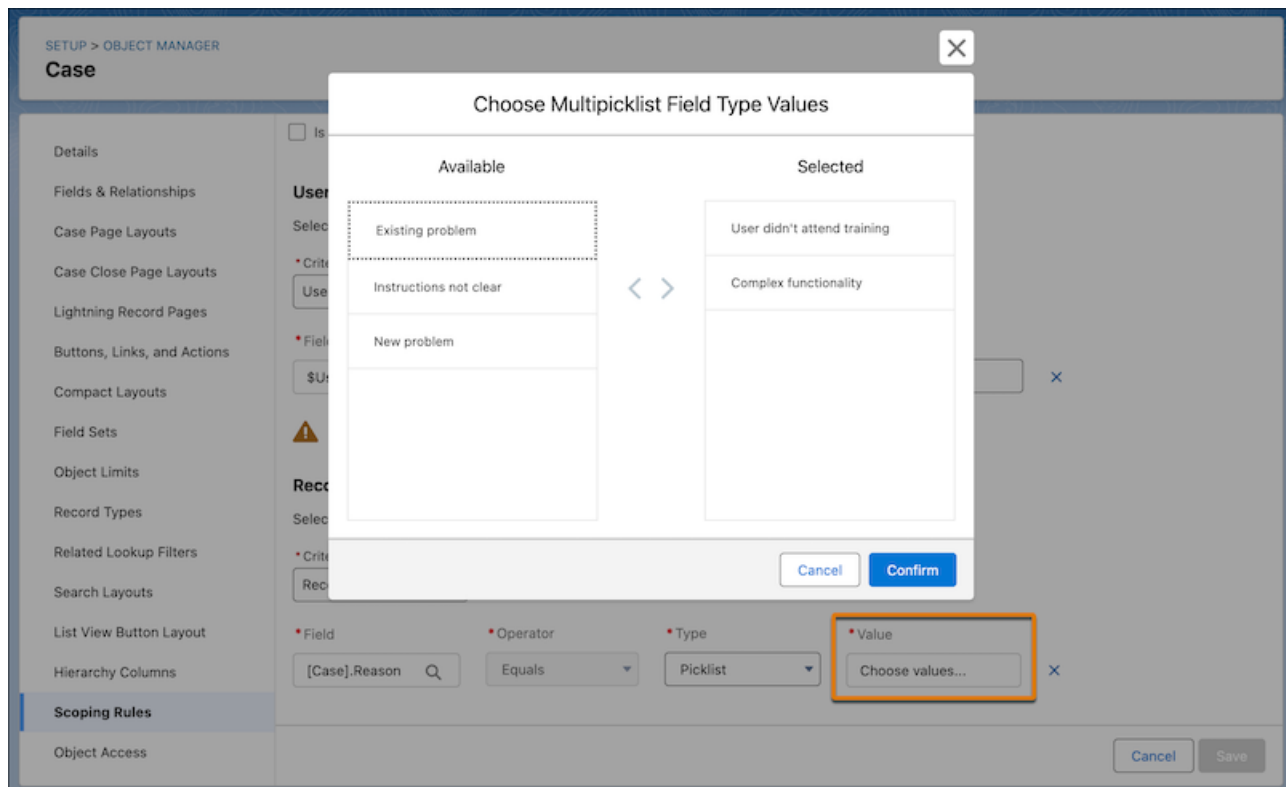 SETUP > OBJECT MANAGER
Case
Choose Multipicklist Field Type Values
Available
Selected
Existing problem
Instructions not clear
New problem
User didn't attend training
Complex functionality
Cancel
Confirm
Details
Fields & Relationships
Case Page Layouts
Case Close Page Layouts
Lightning Record Pages
Buttons, Links, and Actions
Compact Layouts
Field Sets
Object Limits
Record Types
Related Lookup Filters
Search Layouts
List View Button Layout
Hierarchy Columns
Scoping Rules
Object Access
Is
User
*Field
*Operator
*Type
*Value
[Case].Reason
Equals
Picklist
Choose values...
Cancel
Save